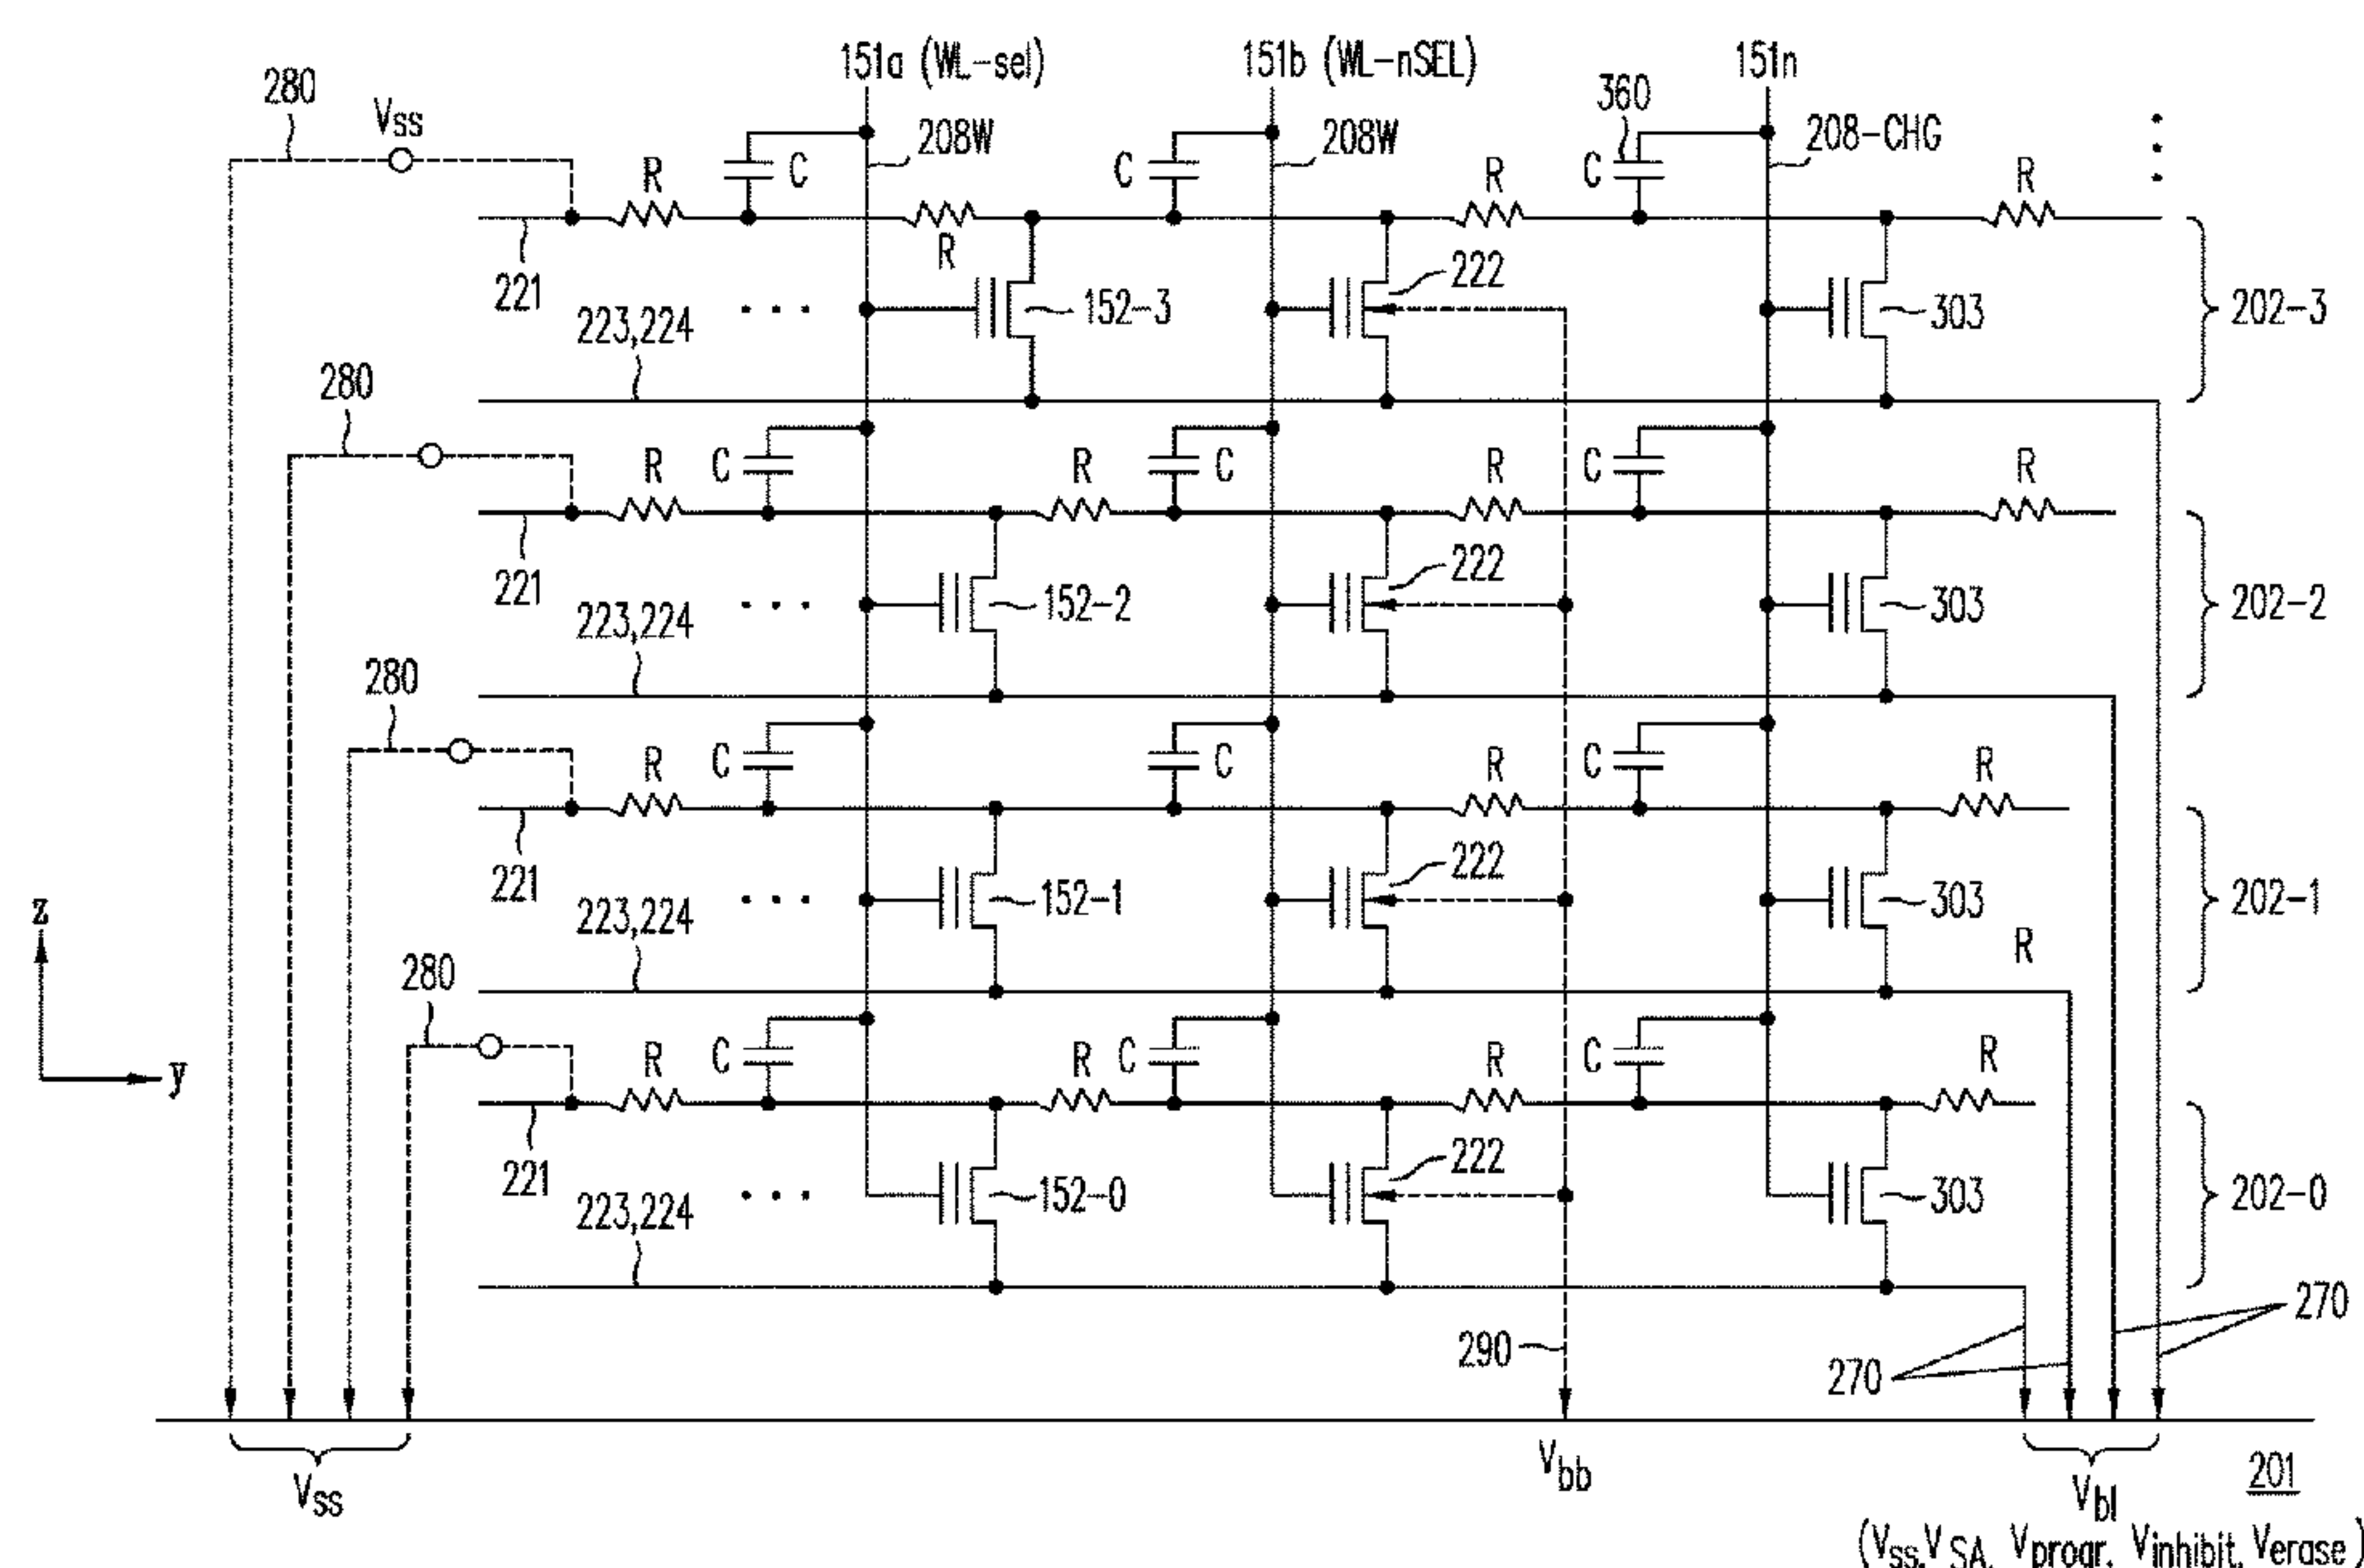 151a (WL-sel) 151b (WL-nSEL) 151n
280 Vss 208W 208W 360 208-CHG
R C C R C R
221 R 222
223,224 152-3 303 202-3
280
R C R C R C R
221 222
223,224 152-2 303 202-2
280
R C C R C R
221 222
223,224 152-1 303 202-1
R
z
280
y
R C R C R C R
221 222
223,224 152-0 303 202-0
290 270 270
Vss Vbb Vbl 201
(Vss, VSA, Vprogr, Vinhibit, Verase)